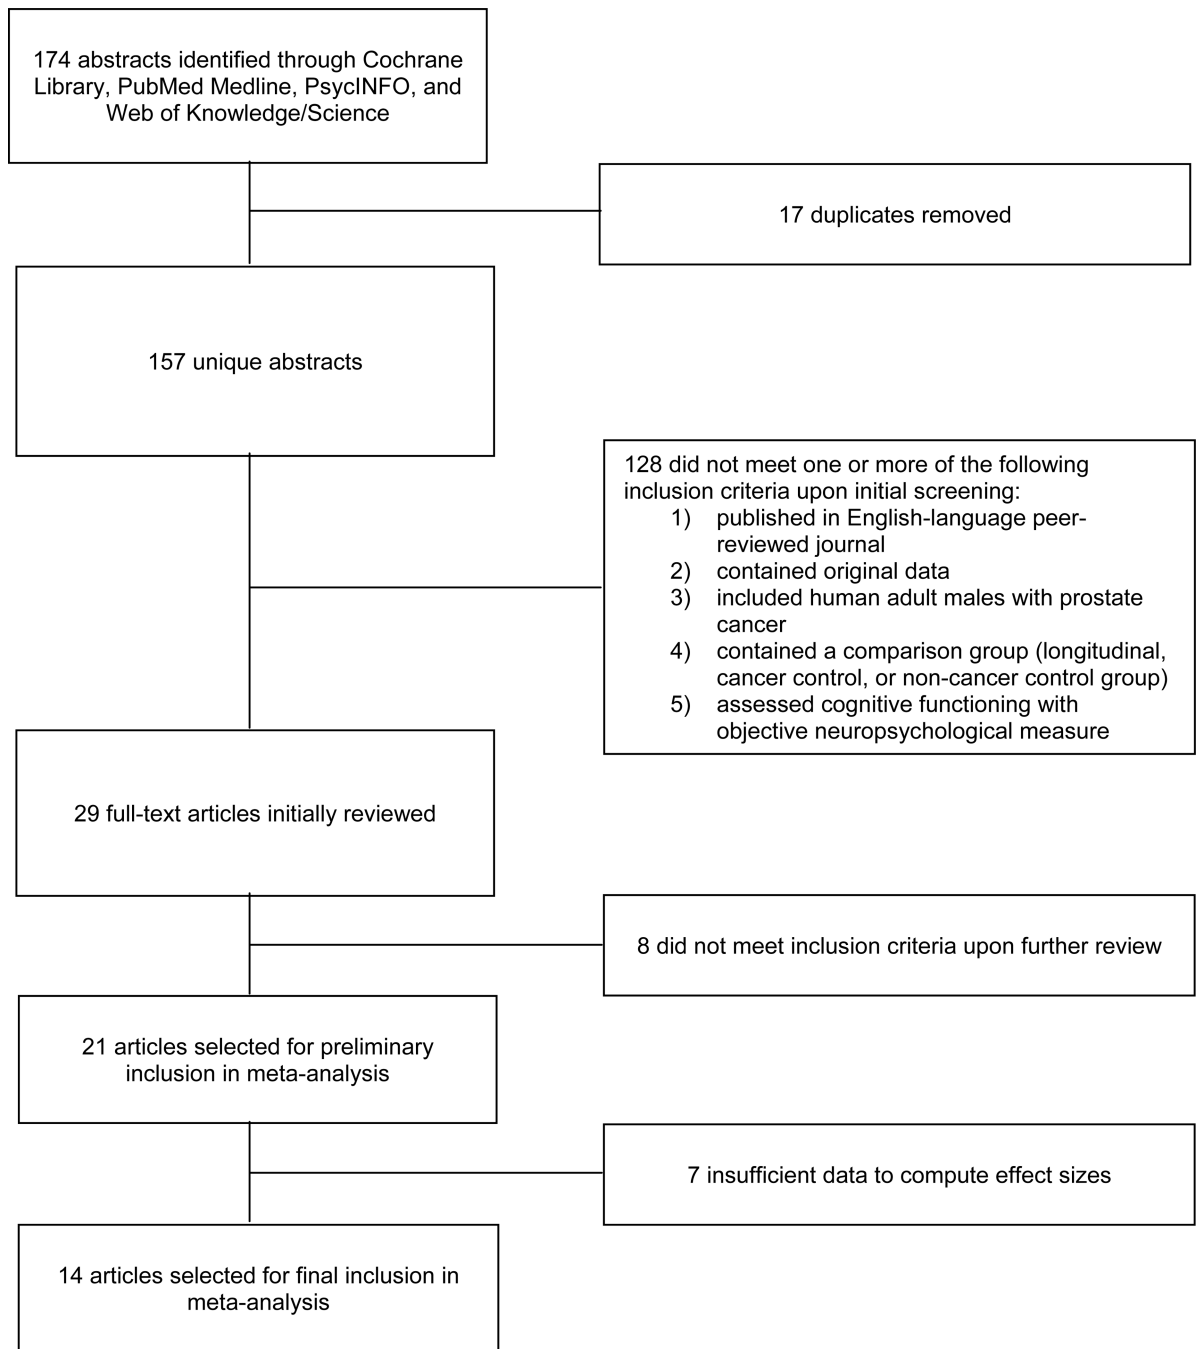 174 abstracts identified through Cochrane
Library, PubMed Medline, PsycINFO, and
Web of Knowledge/Science
17 duplicates removed
157 unique abstracts
128 did not meet one or more of the following
inclusion criteria upon initial screening:
1) published in English-language peer-
reviewed journal
2) contained original data
3) included human adult males with prostate
cancer
4) contained a comparison group (longitudinal,
cancer control, or non-cancer control group)
5) assessed cognitive functioning with
objective neuropsychological measure
29 full-text articles initially reviewed
8 did not meet inclusion criteria upon further review
21 articles selected for preliminary
inclusion in meta-analysis
7 insufficient data to compute effect sizes
14 articles selected for final inclusion in
meta-analysis